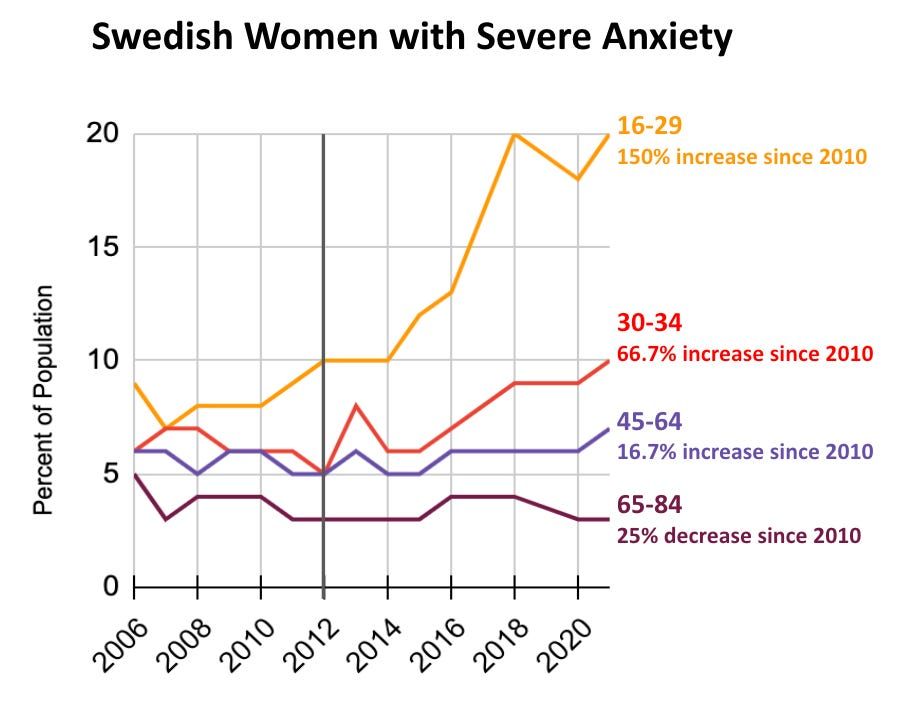 Swedish Women with Severe Anxiety
20
15
10
5
0
Percent of Population
2006
2008
2010
2012
2014
2016
2018
2020
16-29
150% increase since 2010
30-34
66.7% increase since 2010
45-64
16.7% increase since 2010
65-84
25% decrease since 2010